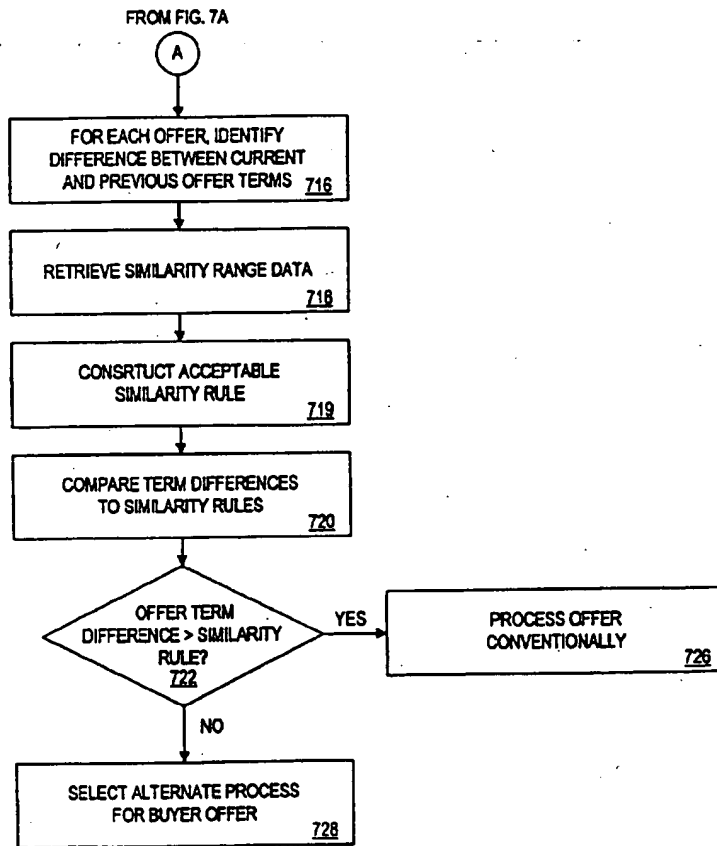 FROM FIG. 7A
A
FOR EACH OFFER, IDENTIFY
DIFFERENCE BETWEEN CURRENT
AND PREVIOUS OFFER TERMS
716
RETRIEVE SIMILARITY RANGE DATA
718
CONSRTUCT ACCEPTABLE
SIMILARITY RULE
719
COMPARE TERM DIFFERENCES
TO SIMILARITY RULES
720
OFFER TERM
DIFFERENCE > SIMILARITY
RULE?
722
YES
PROCESS OFFER
CONVENTIONALLY
726
NO
SELECT ALTERNATE PROCESS
FOR BUYER OFFER
728